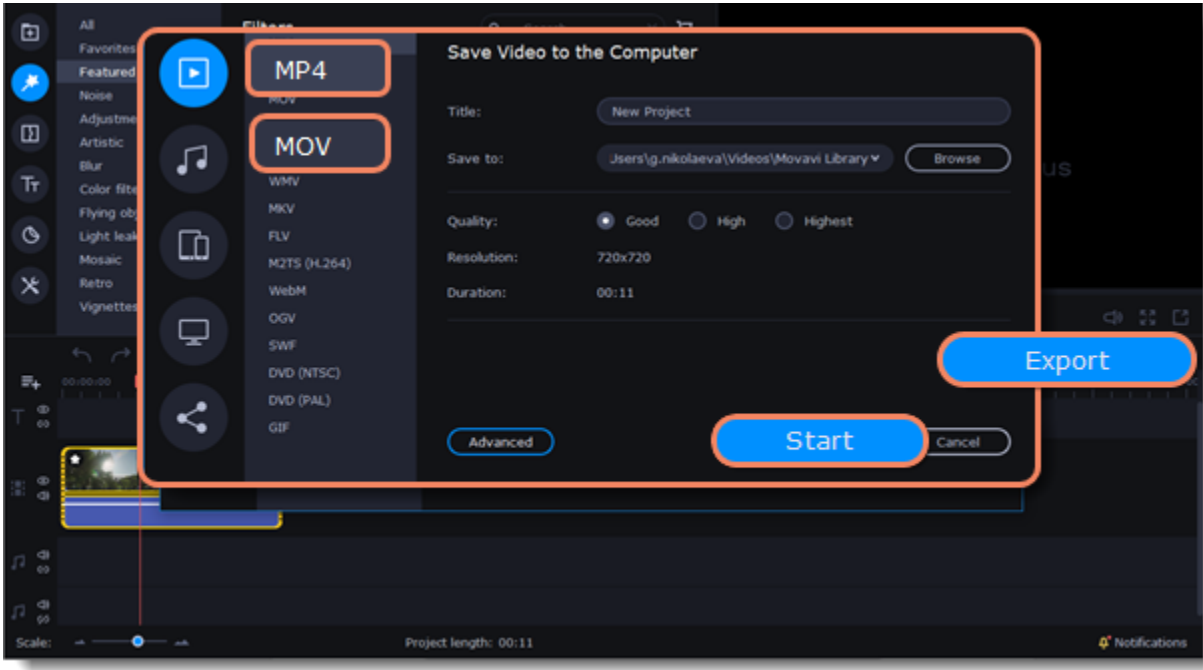 All
Favorites
Featured
Noise
Adjustme
Artistic
Blur
Color filte
Flying obj
Light leak
Mosaic
Retro
Vignettes
Filters
Search
MP4
MOV
MOV
WMV
MKV
FLV
M2TS (H.264)
WebM
OGV
SWF
DVD (NTSC)
DVD (PAL)
GIF
Save Video to the Computer
Title: New Project
Save to: Users\g.nikolaeva\Videos\Movavi Library Browse
Quality: Good High Highest
Resolution: 720x720
Duration: 00:11
Advanced Start Cancel
us
Export
00:00:00
Scale: Project length: 00:11 Notifications